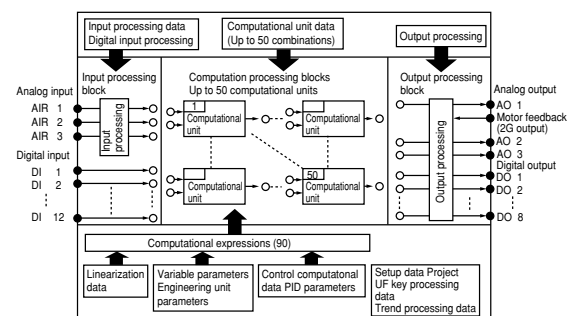 Input processing data
Digital input processing
Computational unit data
(Up to 50 combinations)
Output processing
Input processing
block
Computation processing blocks
Up to 50 computational units
Output processing
block
Analog input
AIR 1
AIR 2
AIR 3
Input
processing
Digital input
DI 1
DI 2
DI 12
1
Computational
unit
Computational
unit
Computational
unit
50
Computational
unit
Output processing
Analog output
AO 1
Motor feedback
(2G output)
AO 2
AO 3
Digital output
DO 1
DO 2
DO 8
Computational expressions (90)
Linearization
data
Variable parameters
Engineering unit
parameters
Control computatonal
data PID parameters
Setup data Project
UF key processing
data
Trend processing data